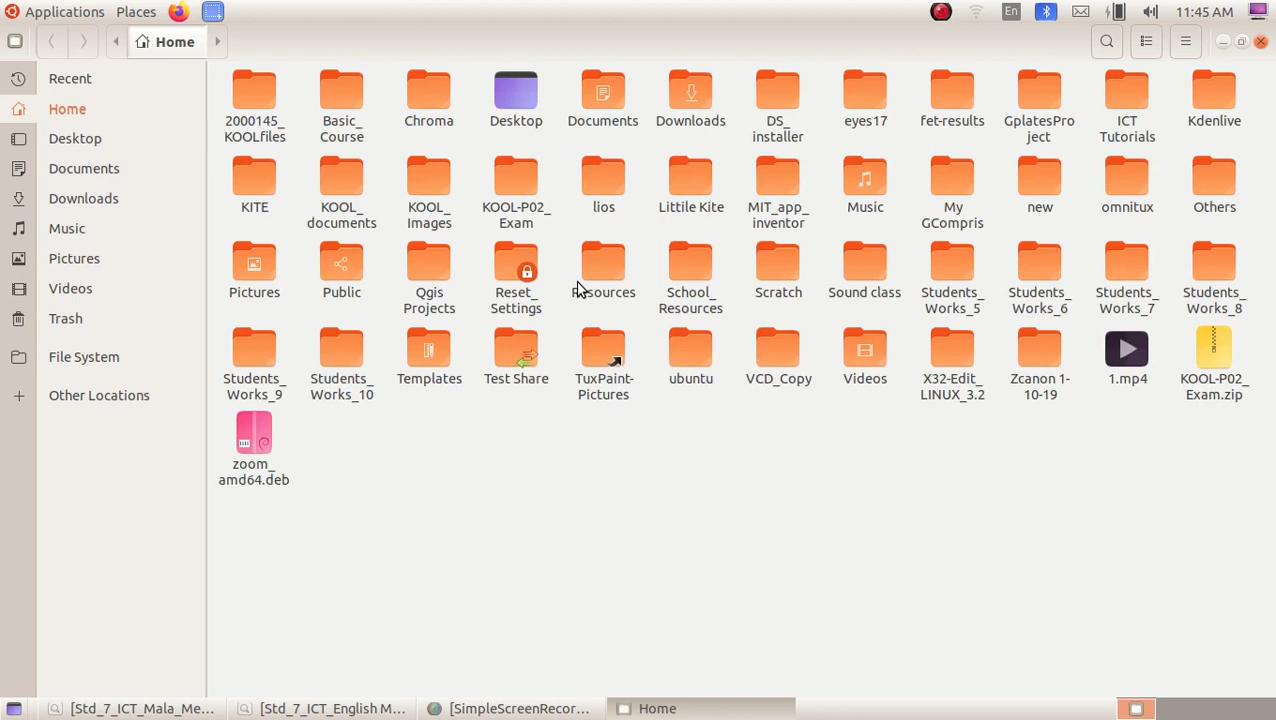 Applications Places En 11:45 AM
Home
Recent
Home
Desktop
Documents
Downloads
Music
Pictures
Videos
Trash
File System
Other Locations
2000145_
KOOLfiles
Basic_
Course
Chroma
Desktop
Documents
Downloads
DS_
installer
eyes17
fet-results
GplatesPro
ject
ICT
Tutorials
Kdenlive
KITE
KOOL_
documents
KOOL_
Images
KOOL-P02_
Exam
lios
Littile Kite
MIT_app_
inventor
Music
My
GCompris
new
omnitux
Others
Pictures
Public
Qgis
Projects
Reset_
Settings
Resources
School_
Resources
Scratch
Sound class
Students_
Works_5
Students_
Works_6
Students_
Works_7
Students_
Works_8
Students_
Works_9
Students_
Works_10
Templates
Test Share
TuxPaint-
Pictures
ubuntu
VCD_Copy
Videos
X32-Edit_
LINUX_3.2
Zcanon 1-
10-19
1.mp4
KOOL-P02_
Exam.zip
zoom_
amd64.deb
[Std_7_ICT_Mala_Me... [Std_7_ICT_English M... [SimpleScreenRecor... Home